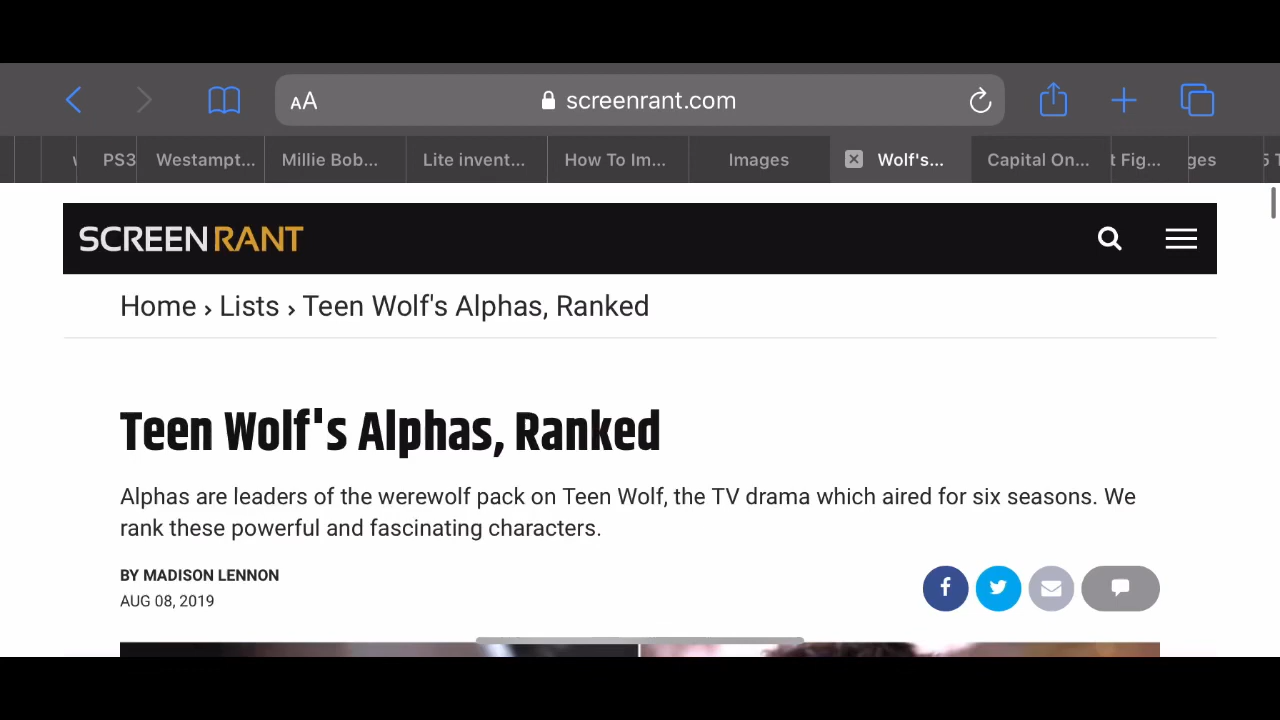 AA
screenrant.com
PS3
Westampt...
Millie Bob...
Lite invent...
How To Im...
Images
Wolf's...
Capital On...
t Fig...
ges
5 T
SCREENRANT
Home › Lists › Teen Wolf's Alphas, Ranked
Teen Wolf's Alphas, Ranked
Alphas are leaders of the werewolf pack on Teen Wolf, the TV drama which aired for six seasons. We
rank these powerful and fascinating characters.
BY MADISON LENNON
AUG 08, 2019
f